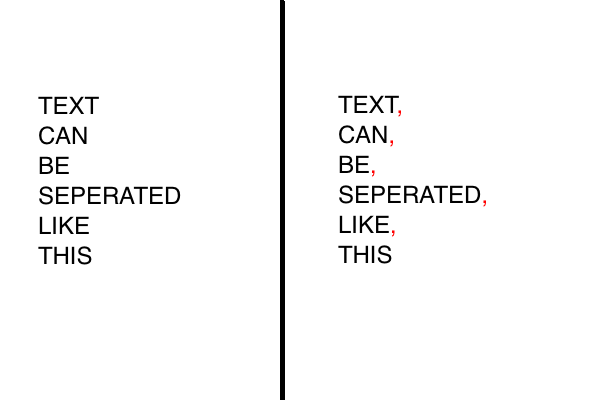 TEXT
CAN
BE
SEPERATED
LIKE
THIS
TEXT,
CAN,
BE,
SEPERATED,
LIKE,
THIS